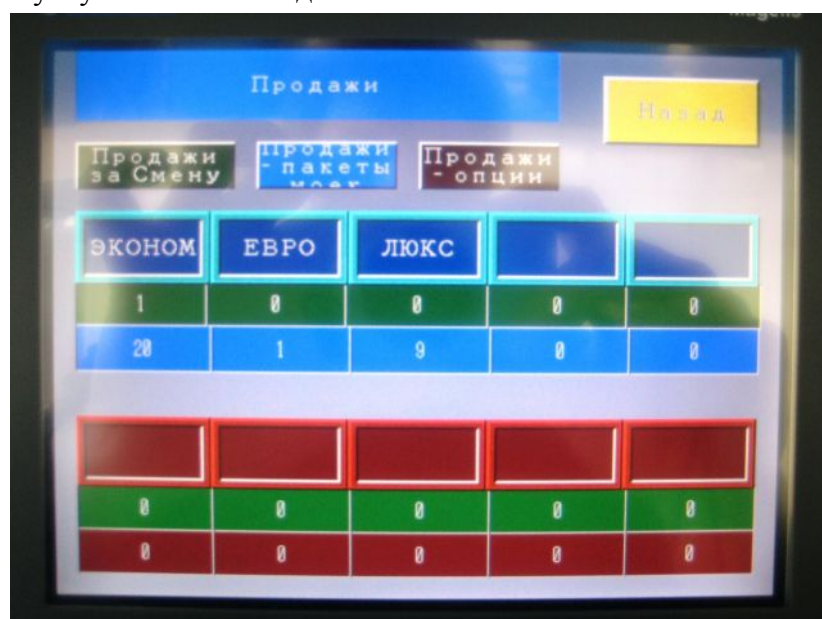 Продажи
Назад
Продажи
за Смену
Продажи
- пакеты
моек
Продажи
- опции
ЭКОНОМ ЕВРО ЛЮКС
1 0 0 0 0
20 1 9 0 0
0 0 0 0 0
0 0 0 0 0